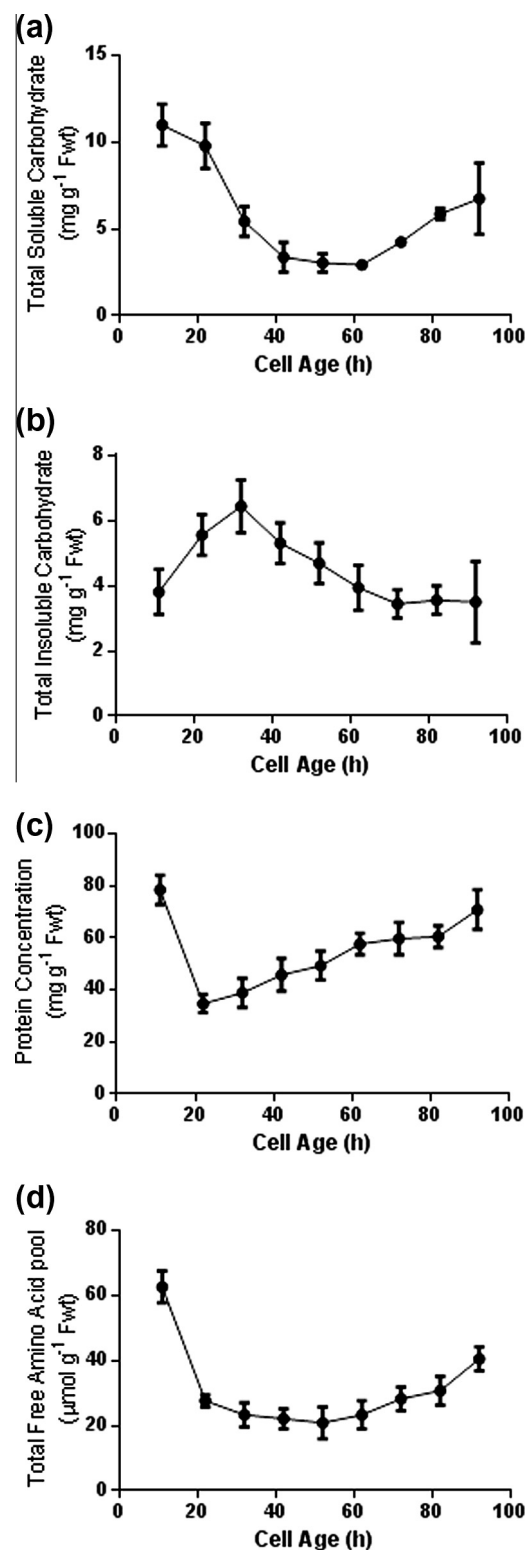 (a)
Total Soluble Carbohydrate
(mg g⁻¹ Fwt)
15
10
5
0
0 20 40 60 80 100
Cell Age (h)
(b)
Total Insoluble Carbohydrate
(mg g⁻¹ Fwt)
8
6
4
2
0
0 20 40 60 80 100
Cell Age (h)
(c)
Protein Concentration
(mg g⁻¹ Fwt)
100
80
60
40
20
0
0 20 40 60 80 100
Cell Age (h)
(d)
Total Free Amino Acid pool
(µmol g⁻¹ Fwt)
80
60
40
20
0
0 20 40 60 80 100
Cell Age (h)